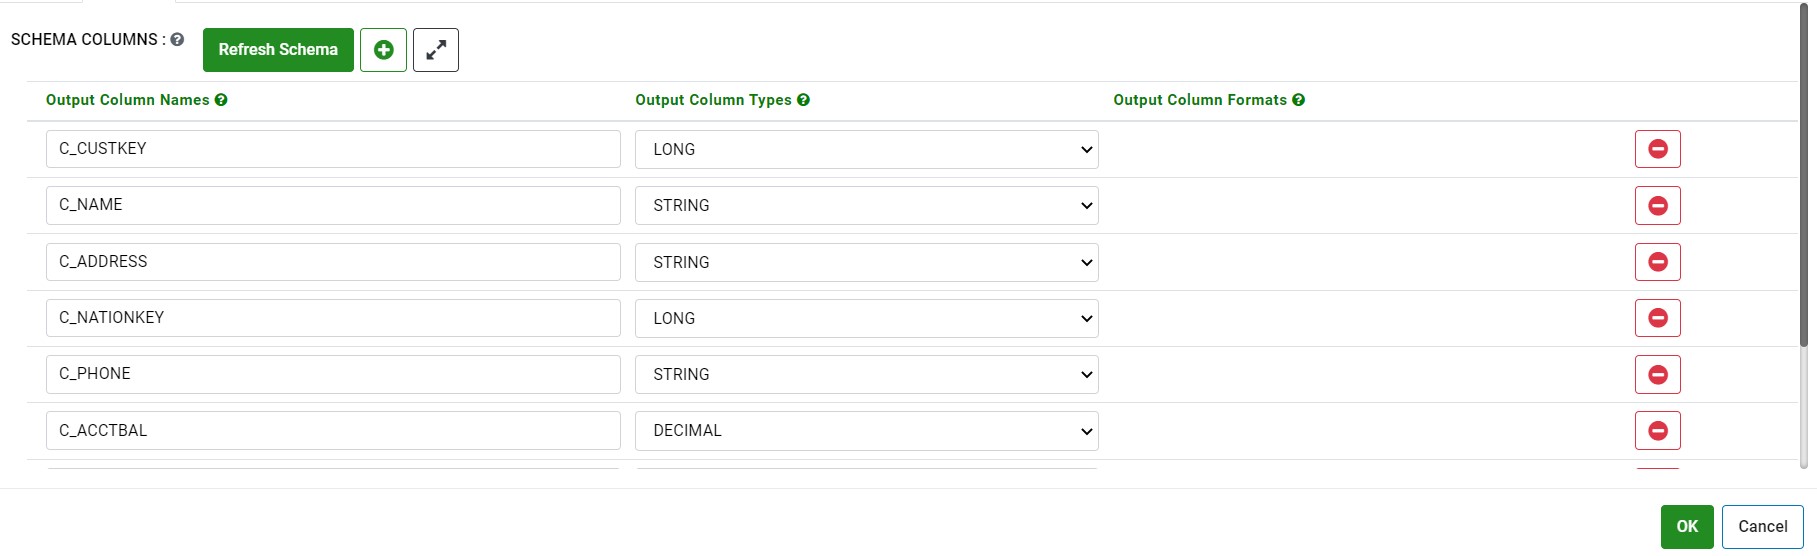 SCHEMA COLUMNS : Refresh Schema
Output Column Names Output Column Types Output Column Formats
C_CUSTKEY LONG
C_NAME STRING
C_ADDRESS STRING
C_NATIONKEY LONG
C_PHONE STRING
C_ACCTBAL DECIMAL
OK Cancel